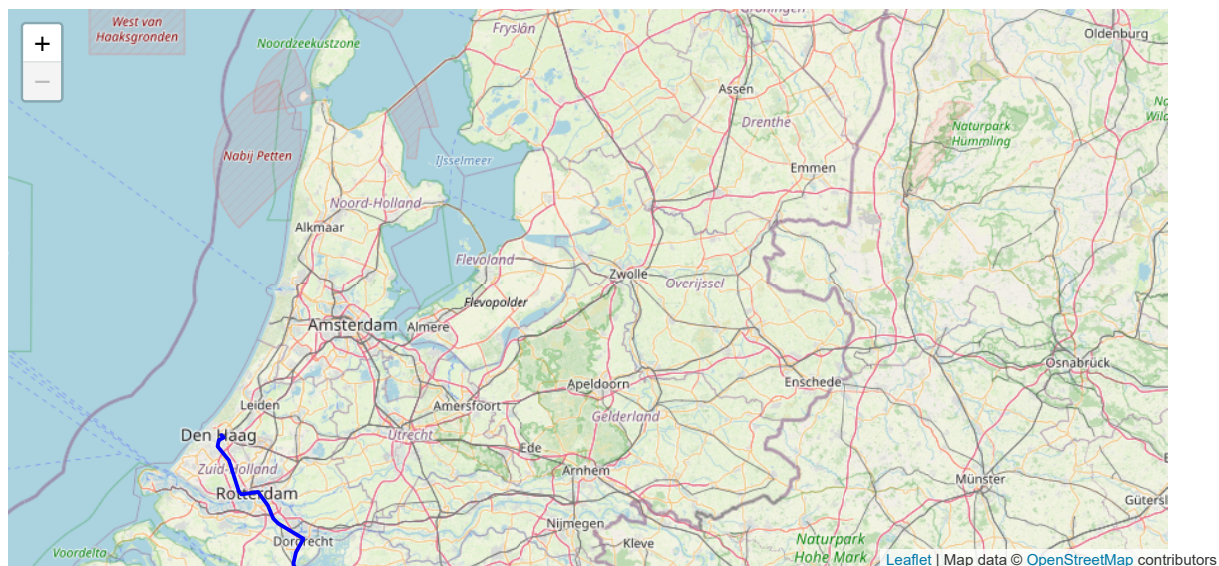 +
−
West van
Haaksgronden
Noordzeekustzone
Fryslân
Groningen
Oldenburg
Assen
Drenthe
Naturpark
Hümmling
Nabij Petten
IJsselmeer
Emmen
Noord-Holland
Alkmaar
Flevoland
Zwolle
Overijssel
Flevopolder
Amsterdam
Almere
Osnabrück
Apeldoorn
Enschede
Leiden
Amersfoort
Gelderland
Den Haag
Utrecht
Ede
Zuid-Holland
Arnhem
Münster
Rotterdam
Nijmegen
Dordrecht
Kleve
Naturpark
Hohe Mark
Voordelta
Leaflet | Map data © OpenStreetMap contributors